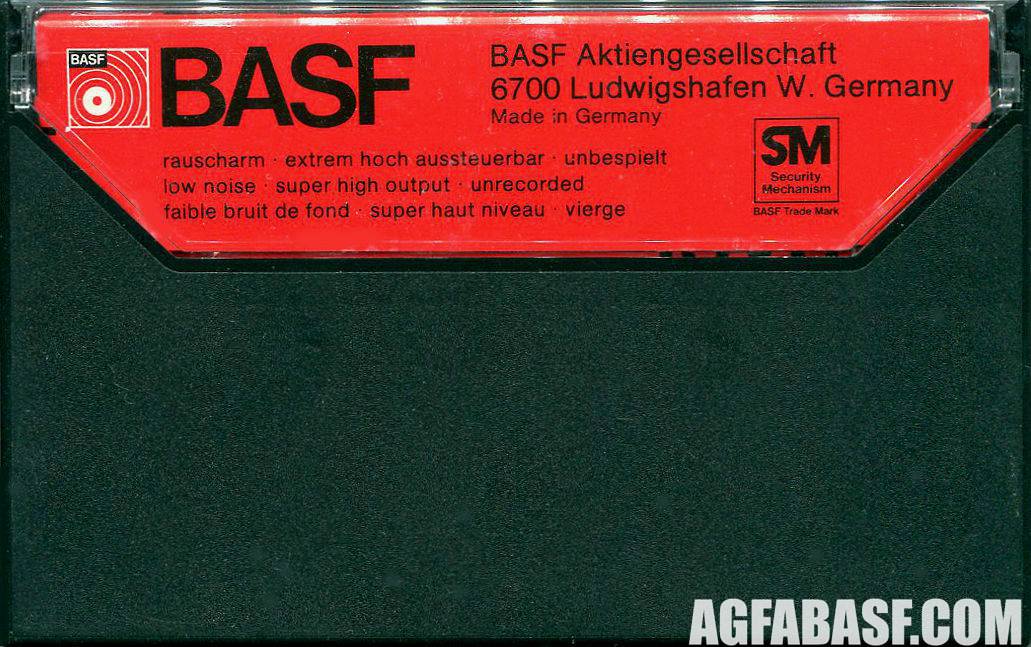 BASF
BASF
BASF Aktiengesellschaft
6700 Ludwigshafen W. Germany
Made in Germany
rauscharm · extrem hoch aussteuerbar · unbespielt
low noise · super high output · unrecorded
faible bruit de fond · super haut niveau · vierge
SM
Security
Mechanism
BASF Trade Mark
AGFABASF.COM